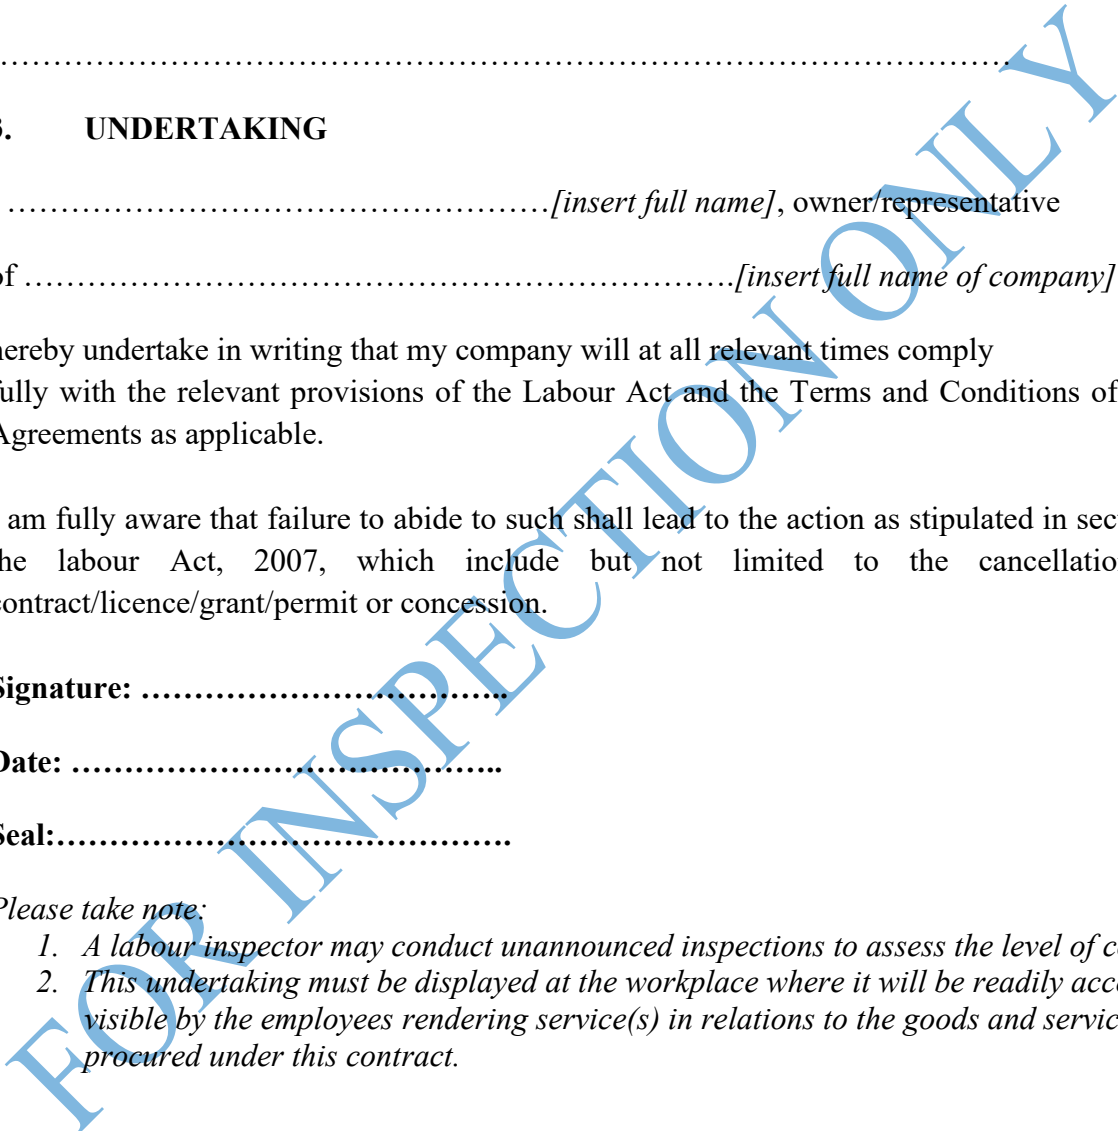 ……………………………………………………………………………………….
3. UNDERTAKING
……………………………………………[insert full name], owner/representative
of ………………………………………………………….[insert full name of company]
hereby undertake in writing that my company will at all relevant times comply
fully with the relevant provisions of the Labour Act and the Terms and Conditions of
Agreements as applicable.
am fully aware that failure to abide to such shall lead to the action as stipulated in sec
the labour Act, 2007, which include but not limited to the cancellatio
contract/licence/grant/permit or concession.
Signature: ……………………………..
Date: …………………………………..
Seal:……………………………………..
Please take note:
1. A labour inspector may conduct unannounced inspections to assess the level of c
2. This undertaking must be displayed at the workplace where it will be readily acc
visible by the employees rendering service(s) in relations to the goods and servic
procured under this contract.
FOR INSPECTION ONLY